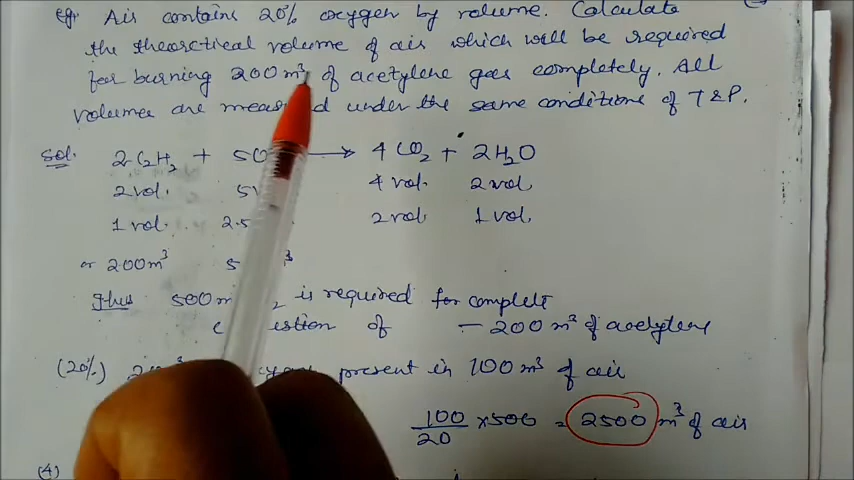 eg. Air contains 20% oxygen by volume. Calculate
the theoretical volume of air which will be required
for burning 200 m³ of acetylene gas completely. All
volumes are measured under the same conditions of T & P.
Sol. 2C₂H₂ + 5O → 4CO₂ + 2H₂O
2 vol. 5 4 vol. 2 vol.
1 vol. 2.5 2 vol. 1 vol.
or 200 m³ 5 ³
Thus 500 m ₂ is required for complete
of — 200 m³ of acetylene
(20%) present in 100 m³ of air
100/20 × 500 = 2500 m³ of air
(4)